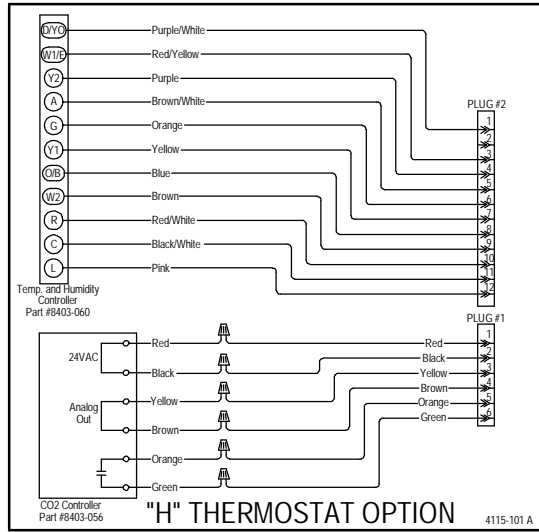 D/YO Purple/White
W1/E Red/Yellow
Y2 Purple
A Brown/White
G Orange
Y1 Yellow
O/B Blue
W2 Brown
R Red/White
C Black/White
L Pink
Temp. and Humidity
Controller
Part #8403-060
PLUG #2
1
2
3
4
5
6
7
8
9
10
11
12
PLUG #1
24VAC
Red Red 1
Black Black 2
Analog
Out
Yellow Yellow 3
Brown Brown 4
Orange Orange 5
Green Green 6
CO2 Controller
Part #8403-056
"H" THERMOSTAT OPTION
4115-101 A